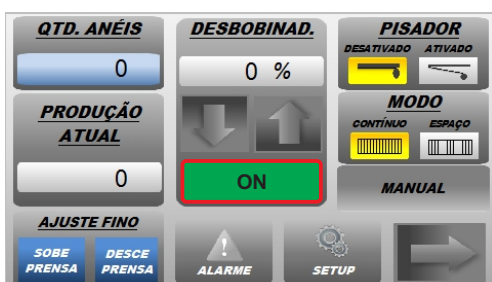 QTD. ANÉIS
0
PRODUÇÃO
ATUAL
0
AJUSTE FINO
SOBE
PRENSA
DESCE
PRENSA
DESBOBINAD.
0 %
ON
ALARME
SETUP
PISADOR
DESATIVADO ATIVADO
MODO
CONTÍNUO ESPAÇO
MANUAL